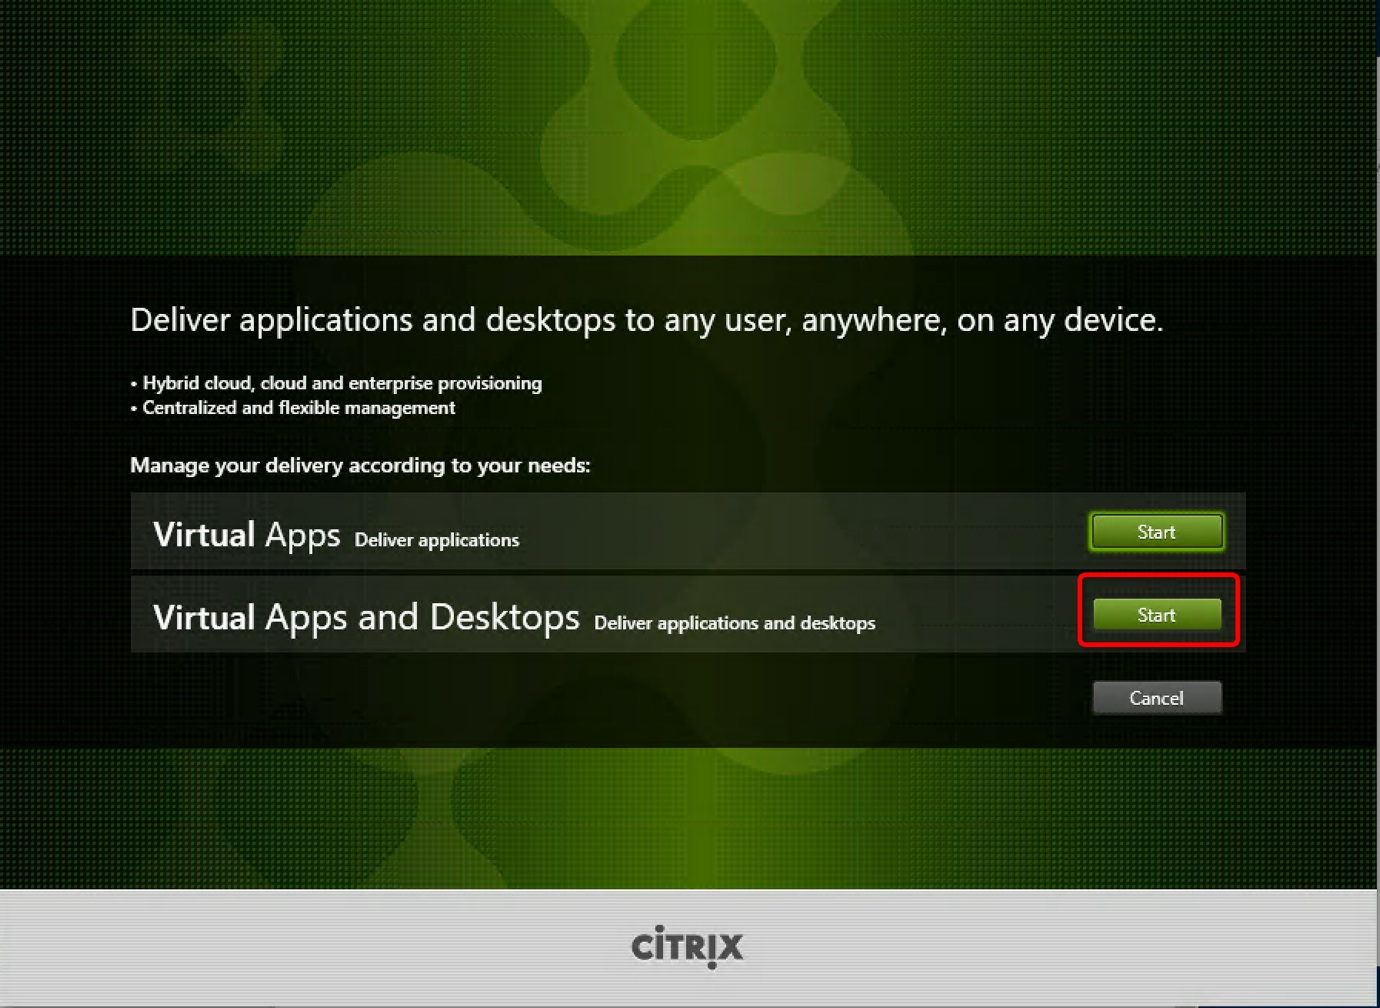 Deliver applications and desktops to any user, anywhere, on any device.
• Hybrid cloud, cloud and enterprise provisioning
• Centralized and flexible management
Manage your delivery according to your needs:
Virtual Apps Deliver applications Start
Virtual Apps and Desktops Deliver applications and desktops Start
Cancel
CİTRIX